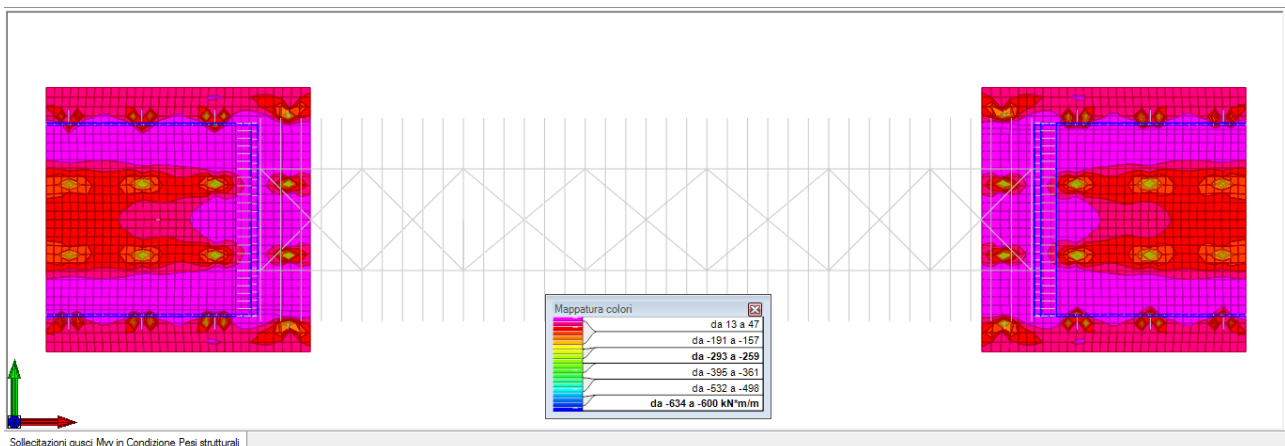 Mappatura colori
da 13 a 47
da -191 a -157
da -293 a -259
da -395 a -361
da -532 a -498
da -634 a -600 kN*m/m
Sollecitazioni gusci Myy in Condizione Pesi strutturali